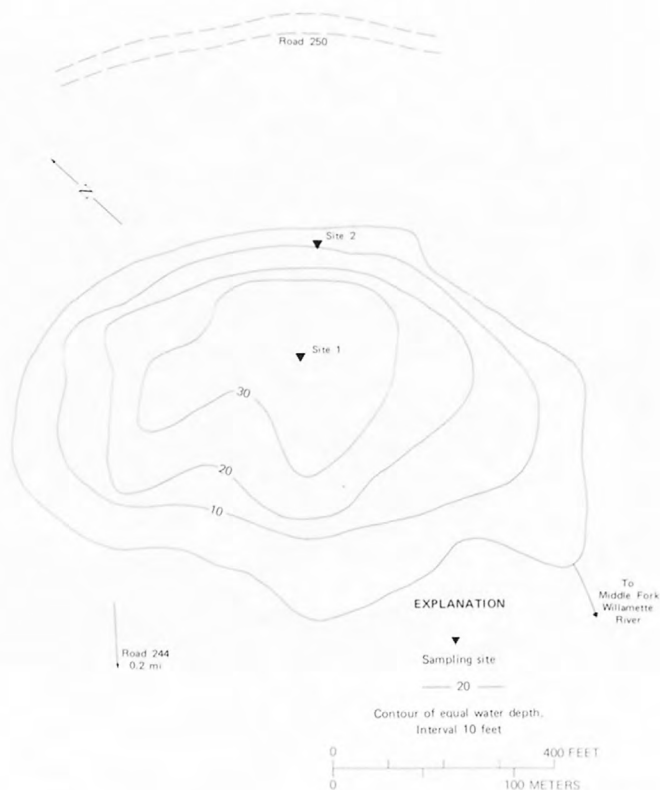 Road 250
N
Site 2
Site 1
30
20
10
To
Middle Fork
Willamette
River
EXPLANATION
Road 244
0.2 mi
Sampling site
20
Contour of equal water depth,
Interval 10 feet
0 400 FEET
0 100 METERS